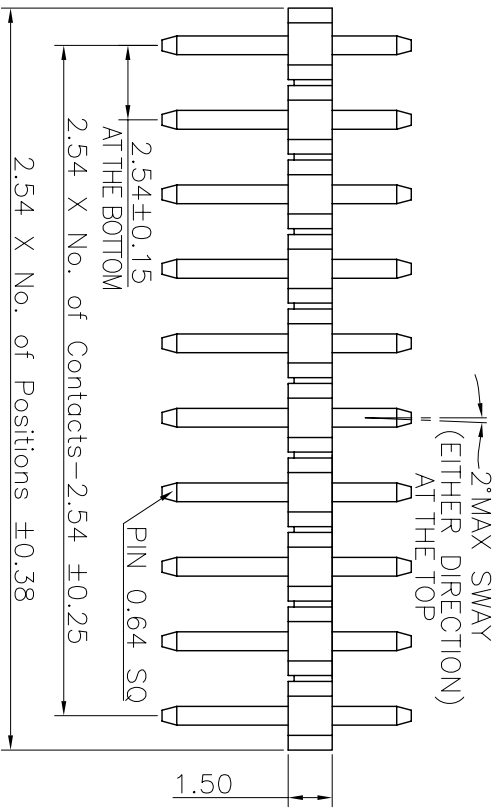 2°MAX SWAY
(EITHER DIRECTION)
AT THE TOP
PIN 0.64 SQ
2.54±0.15
AT THE BOTTOM
2.54 X No. of Contacts-2.54 ±0.25
2.54 X No. of Positions ±0.38
1.50